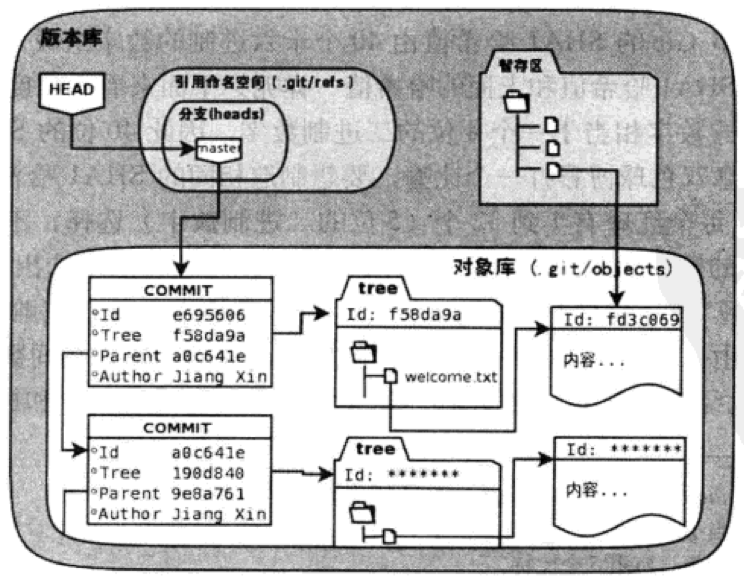 版本库
HEAD
引用命名空间(.git/refs)
分支(heads)
master
暂存区
对象库 (.git/objects)
COMMIT
Id e695606
Tree f58da9a
Parent a0c641e
Author Jiang Xin
tree
Id: f58da9a
welcome.txt
Id: fd3c069
内容...
COMMIT
Id a0c641e
Tree 190d840
Parent 9e8a761
Author Jiang Xin
tree
Id: *******
Id: *******
内容...